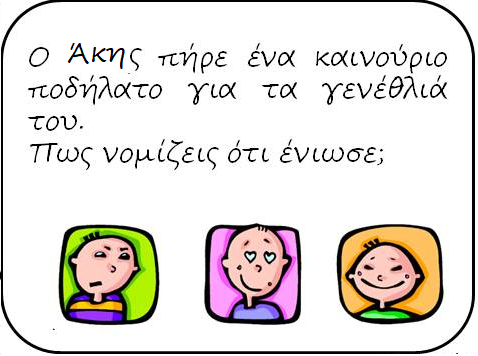 Ο Άκης πήρε ένα καινούριο
ποδήλατο για τα γενέθλιά
του.
Πως νομίζεις ότι ένιωσε;